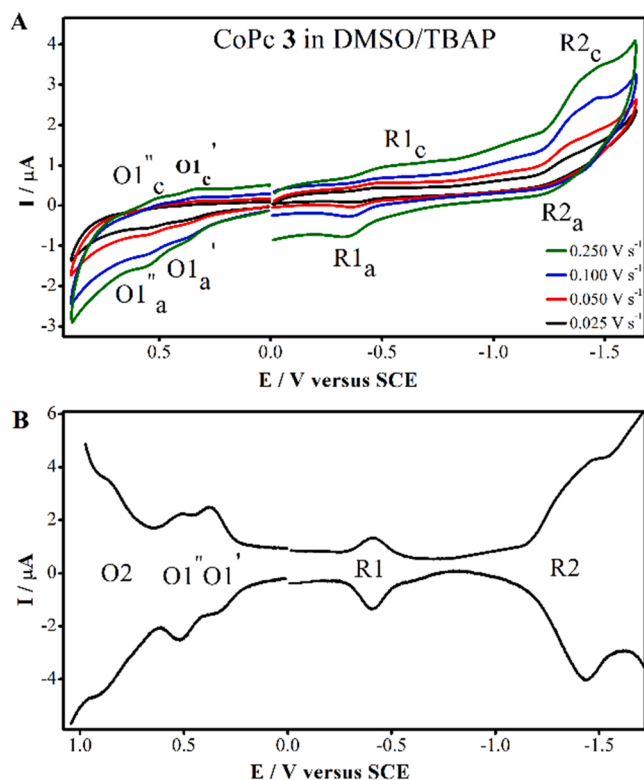 A
CoPc 3 in DMSO/TBAP
R2c
O1"c O1c'
R1c
R2a
R1a
O1"a O1a'
4
3
2
1
0
-1
-2
-3
I / μA
0.250 V s-1
0.100 V s-1
0.050 V s-1
0.025 V s-1
0.5 0.0 -0.5 -1.0 -1.5
E / V versus SCE
B
6
4
2
0
-2
-4
I / μA
O2 O1" O1' R1 R2
1.0 0.5 0.0 -0.5 -1.0 -1.5
E / V versus SCE